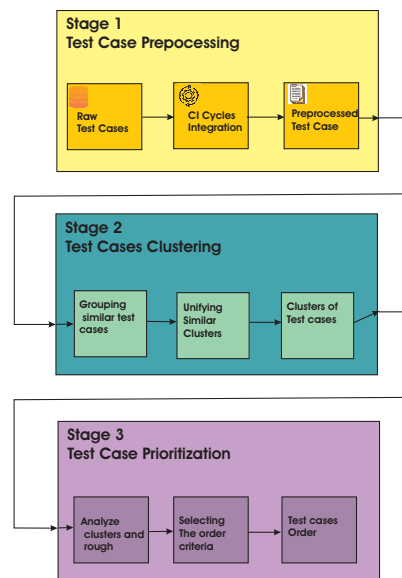 Stage 1
Test Case Prepocessing
Raw
Test Cases
CI Cycles
Integration
Preprocessed
Test Case
Stage 2
Test Cases Clustering
Grouping
similar test
cases
Unifying
Similar
Clusters
Clusters of
Test cases
Stage 3
Test Case Prioritization
Analyze
clusters and
rough
Selecting
The order
criteria
Test cases
Order